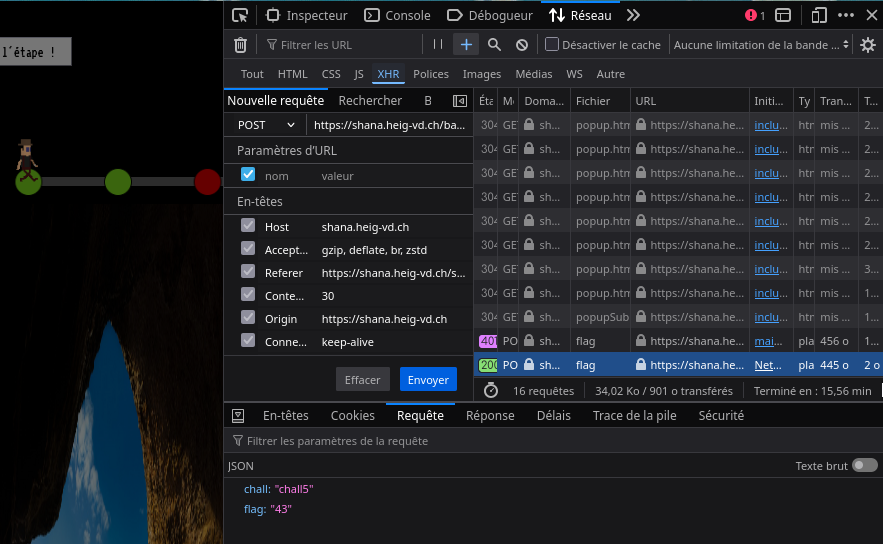 l'étape !
Inspecteur Console Débogueur Réseau 1
Filtrer les URL Désactiver le cache Aucune limitation de la bande ...
Tout HTML CSS JS XHR Polices Images Médias WS Autre
Nouvelle requête Rechercher B
Éta Mé Doma... Fichier URL Initi... Ty Tran... T...
POST https://shana.heig-vd.ch/ba...
304 GET sh... popup.htm https://shana.he... inclu... htm mis ... 2...
Paramètres d'URL
304 GET sh... popup.htm https://shana.he... inclu... htm mis ... 2...
nom valeur
304 GET sh... popup.htm https://shana.he... inclu... htm mis ... 2...
En-têtes
304 GET sh... popup.htm https://shana.he... inclu... htm mis ... 2...
Host shana.heig-vd.ch
304 GET sh... popup.htm https://shana.he... inclu... htm mis ... 2...
Accept... gzip, deflate, br, zstd
304 GET sh... popup.htm https://shana.he... inclu... htm mis ... 2...
Referer https://shana.heig-vd.ch/s...
304 GET sh... popup.htm https://shana.he... inclu... htm mis ... 3...
Conte... 30
304 GET sh... popup.htm https://shana.he... inclu... htm mis ... 1...
Origin https://shana.heig-vd.ch
304 GET sh... popupSub https://shana.he... inclu... htm mis ... 1...
Conne... keep-alive
401 PO sh... flag https://shana.he... mai... pla 456 o 1...
200 PO sh... flag https://shana.he... Net... pla 445 o 2 o
Effacer Envoyer
16 requêtes 34,02 Ko / 901 o transférés Terminé en : 15,56 min
En-têtes Cookies Requête Réponse Délais Trace de la pile Sécurité
Filtrer les paramètres de la requête
JSON Texte brut
chall: "chall5"
flag: "43"